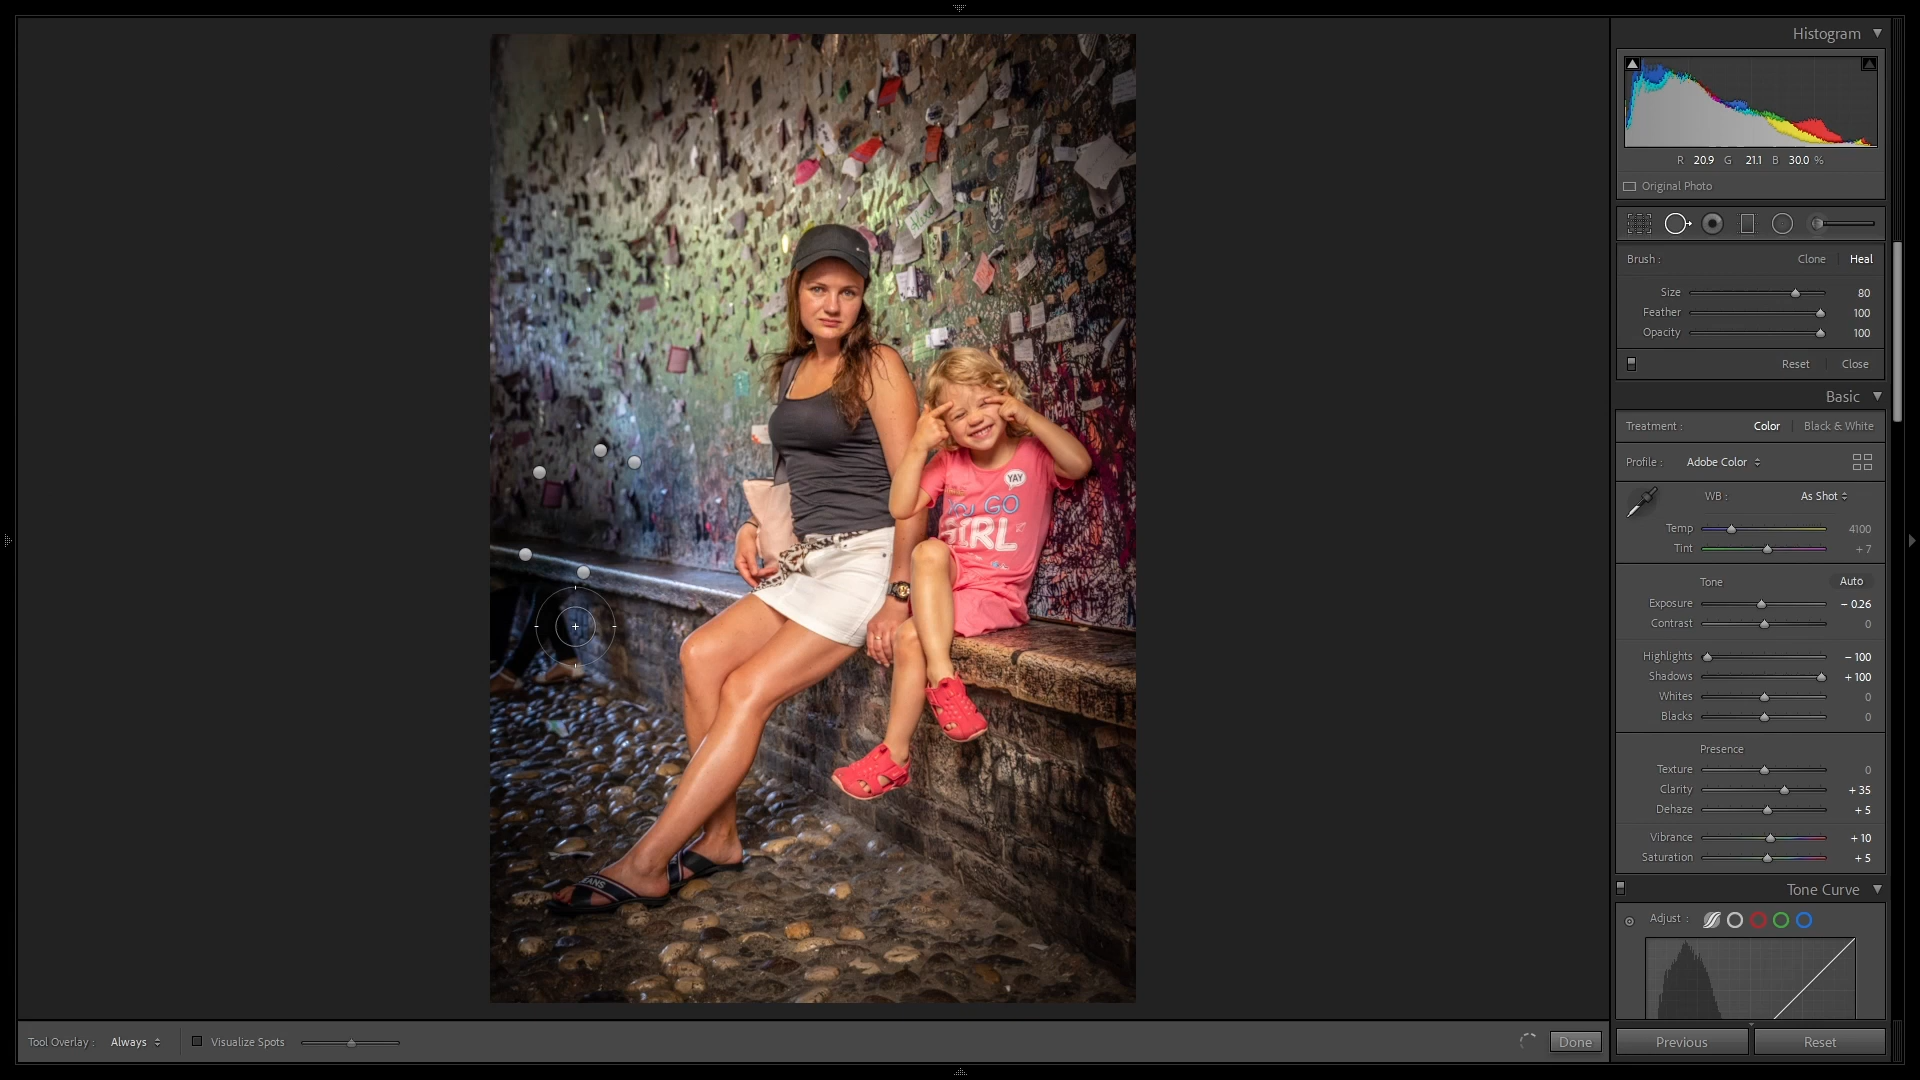 Histogram
R 20.9 G 21.1 B 30.0 %
Original Photo
Brush : Clone Heal
Size 80
Feather 100
Opacity 100
Reset Close
Basic
Treatment : Color Black & White
Profile : Adobe Color
WB : As Shot
Temp 4100
Tint + 7
Tone Auto
Exposure – 0.26
Contrast 0
Highlights – 100
Shadows + 100
Whites 0
Blacks 0
Presence
Texture 0
Clarity + 35
Dehaze + 5
Vibrance + 10
Saturation + 5
Tone Curve
Adjust :
Previous Reset
YAY
YOU GO
GIRL
Tool Overlay : Always Visualize Spots Done